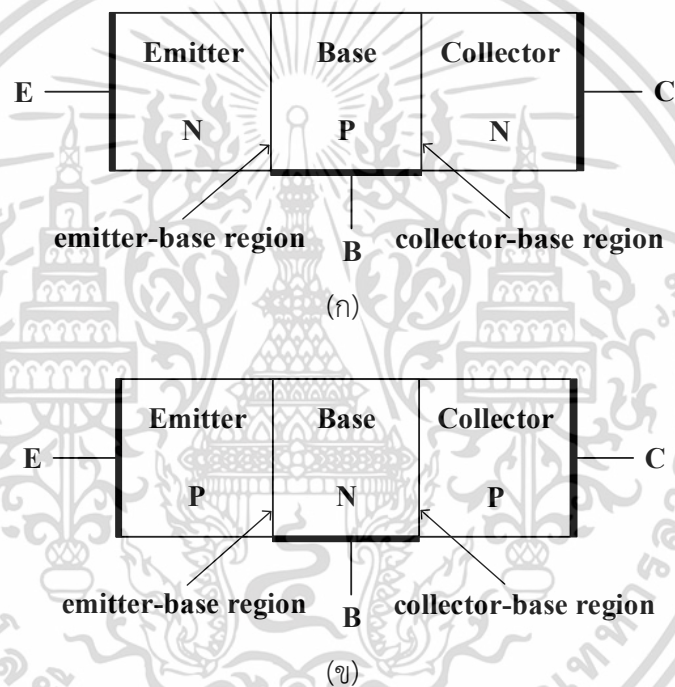 Emitter Base Collector
E C
N P N
emitter-base region collector-base region
B
(ก)
Emitter Base Collector
E C
P N P
emitter-base region collector-base region
B
(ข)